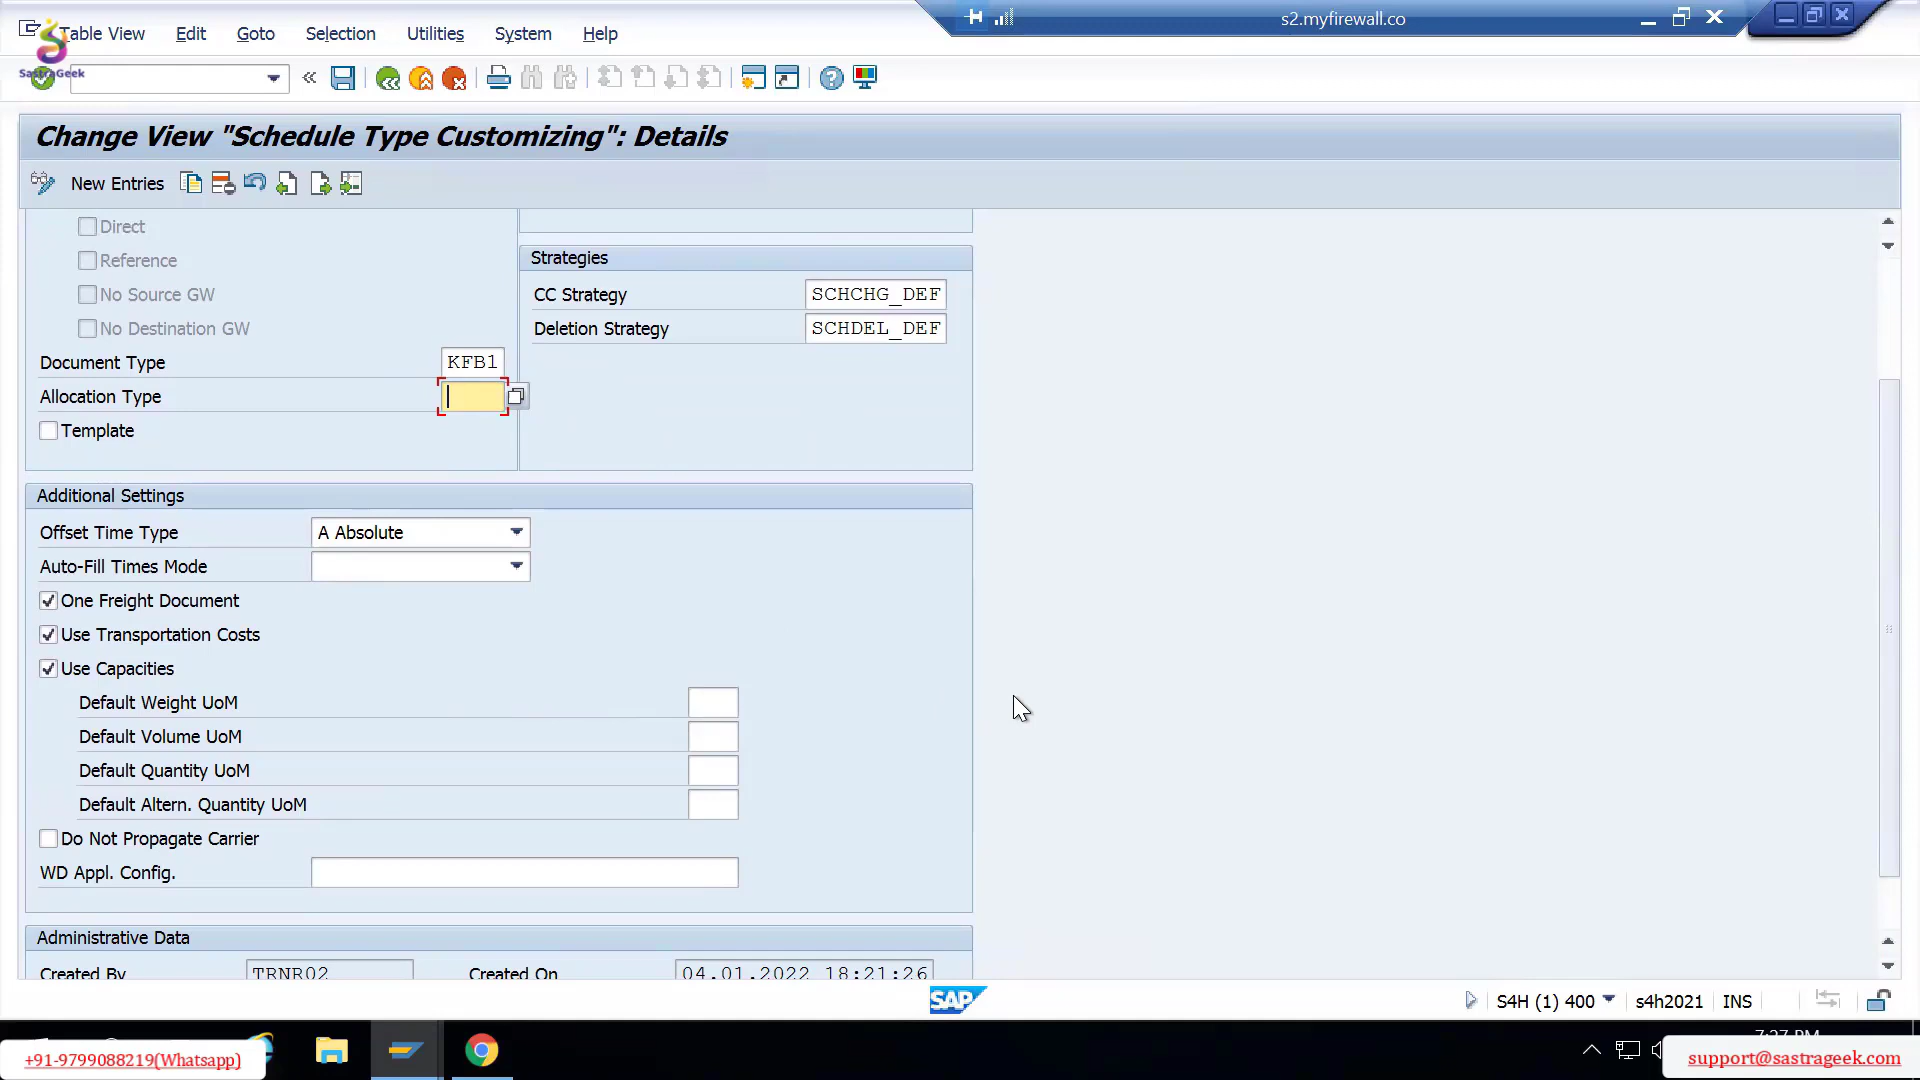 Table View Edit Goto Selection Utilities System Help
s2.myfirewall.co
SastraGeek
Change View "Schedule Type Customizing": Details
New Entries
Direct
Reference
No Source GW
No Destination GW
Document Type KFB1
Allocation Type
Template
Strategies
CC Strategy SCHCHG_DEF
Deletion Strategy SCHDEL_DEF
Additional Settings
Offset Time Type A Absolute
Auto-Fill Times Mode
One Freight Document
Use Transportation Costs
Use Capacities
Default Weight UoM
Default Volume UoM
Default Quantity UoM
Default Altern. Quantity UoM
Do Not Propagate Carrier
WD Appl. Config.
Administrative Data
Created By TRNR02 Created On 04.01.2022 18:21:26
SAP
S4H (1) 400 s4h2021 INS
7:27 PM
+91-9799088219(Whatsapp)
support@sastrageek.com